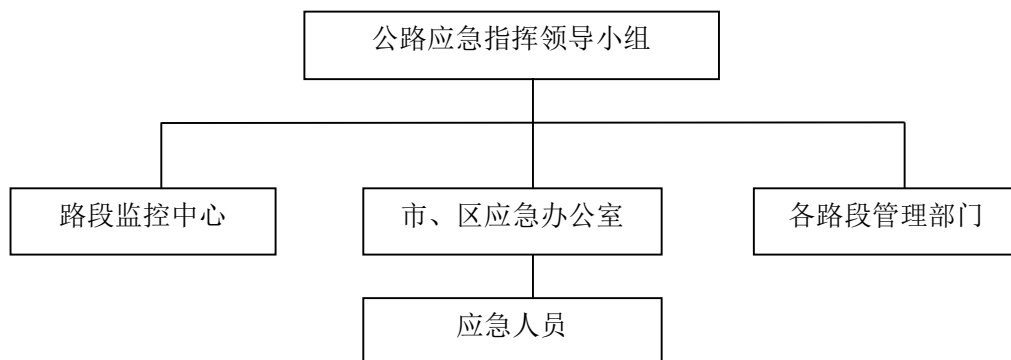 公路应急指挥领导小组
路段监控中心
市、区应急办公室
各路段管理部门
应急人员